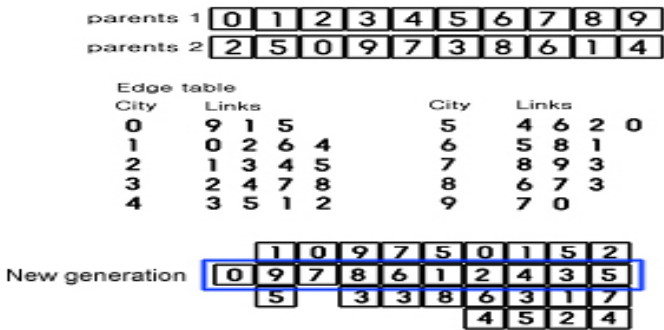 parents 1 0 1 2 3 4 5 6 7 8 9
parents 2 2 5 0 9 7 3 8 6 1 4
Edge table
City Links City Links
0 9 1 5 5 4 6 2 0
1 0 2 6 4 6 5 8 1
2 1 3 4 5 7 8 9 3
3 2 4 7 8 8 6 7 3
4 3 5 1 2 9 7 0
1 0 9 7 5 0 1 5 2
New generation 0 9 7 8 6 1 2 4 3 5
5 3 3 8 6 3 1 7
4 5 2 4